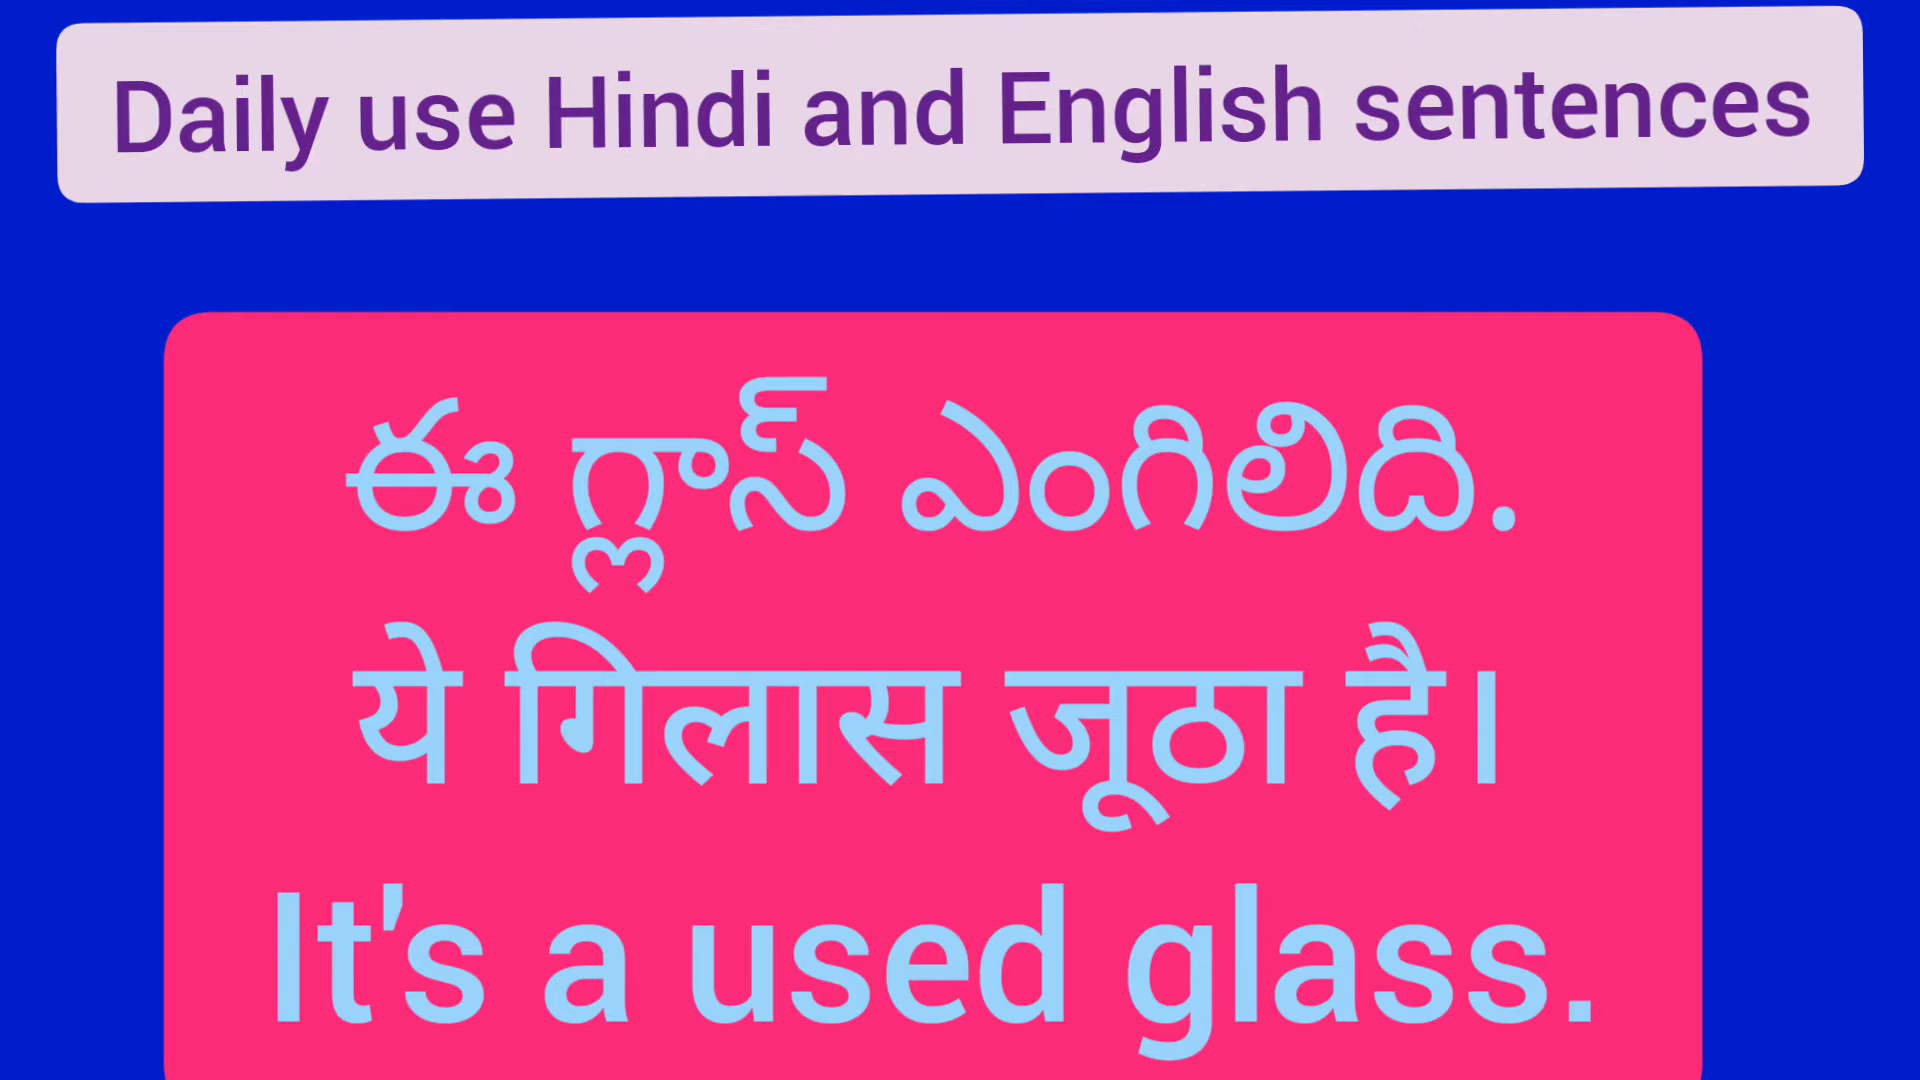 Daily use Hindi and English sentences
ఈ గ్లాస్ ఎంగిలిది.
ये गिलास जूठा है।
It's a used glass.